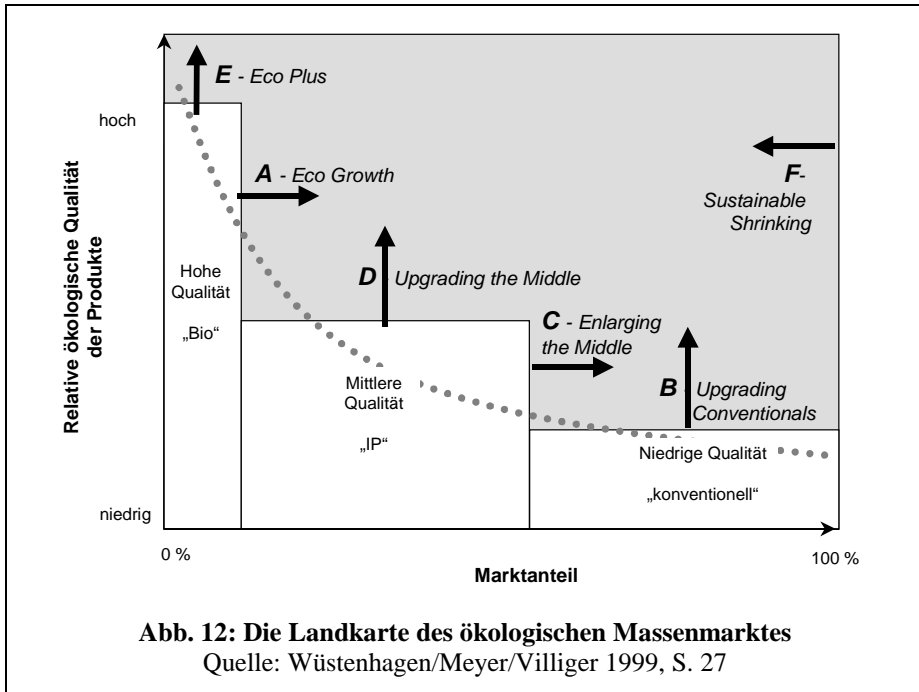 E - Eco Plus
hoch
A - Eco Growth
F-
Sustainable
Shrinking
Relative ökologische Qualität
der Produkte
Hohe
Qualität
„Bio“
D - Upgrading the Middle
C - Enlarging
the Middle
Mittlere
Qualität
„IP“
B - Upgrading
Conventionals
Niedrige Qualität
„konventionell“
niedrig
0 %
100 %
Marktanteil
Abb. 12: Die Landkarte des ökologischen Massenmarktes
Quelle: Wüstenhagen/Meyer/Villiger 1999, S. 27